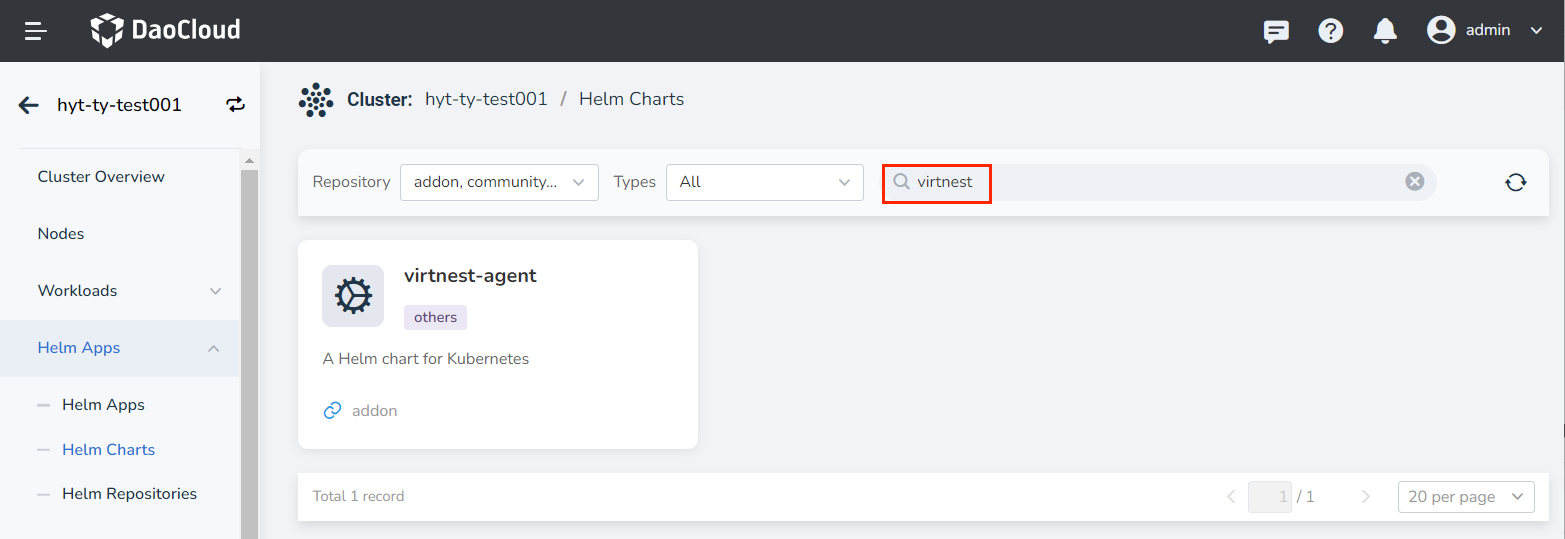 DaoCloud
admin
hyt-ty-test001
Cluster Overview
Nodes
Workloads
Helm Apps
Helm Apps
Helm Charts
Helm Repositories
Cluster: hyt-ty-test001 / Helm Charts
Repository addon, community... Types All virtnest
virtnest-agent
others
A Helm chart for Kubernetes
addon
Total 1 record
1 / 1
20 per page